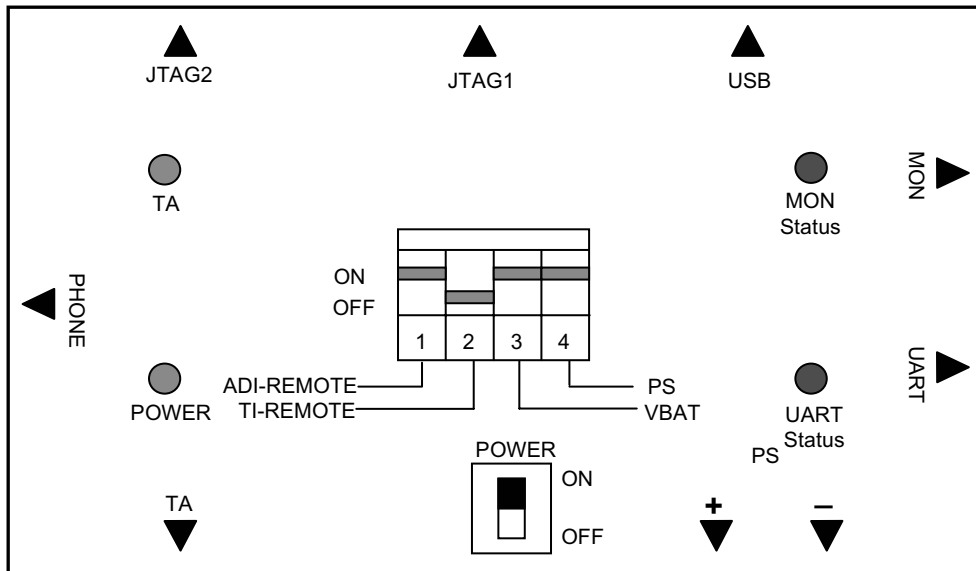 JTAG2
JTAG1
USB
TA
MON
Status
MON
ON
OFF
PHONE
1 2 3 4
ADI-REMOTE
TI-REMOTE
PS
VBAT
POWER
UART
Status
UART
PS
POWER
ON
OFF
TA
+ –